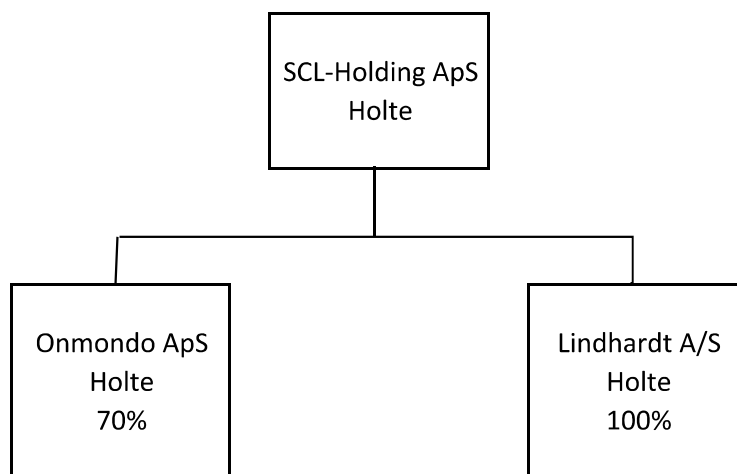 SCL-Holding ApS
Holte
Onmondo ApS
Holte
70%
Lindhardt A/S
Holte
100%